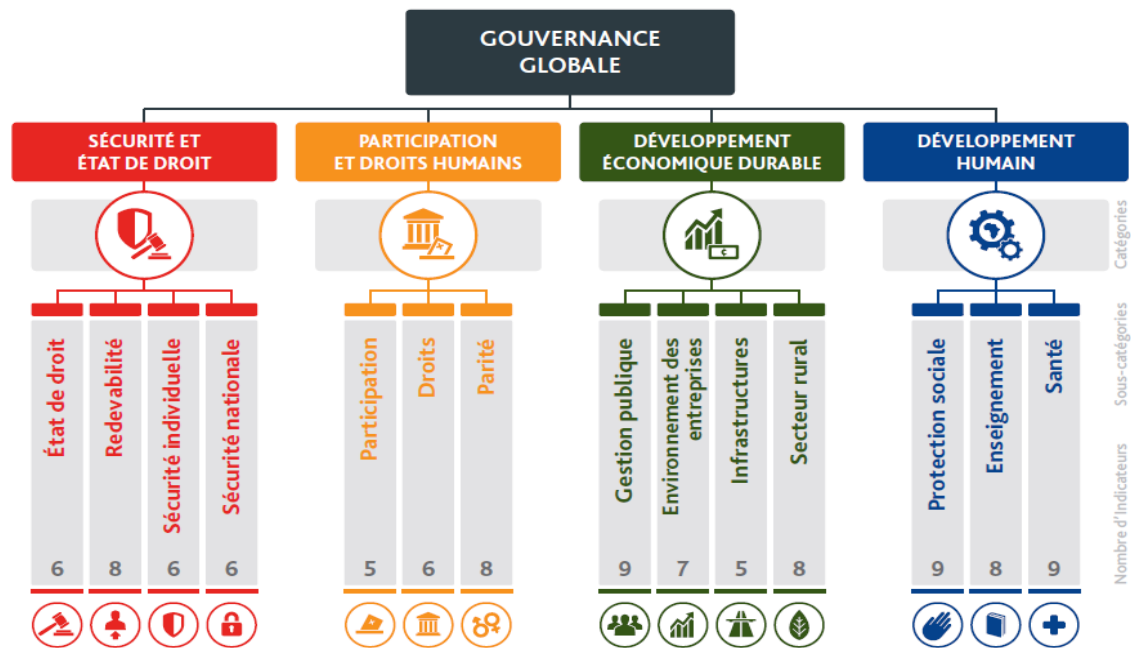 GOUVERNANCE
GLOBALE
SÉCURITÉ ET
ÉTAT DE DROIT
PARTICIPATION
ET DROITS HUMAINS
DÉVELOPPEMENT
ÉCONOMIQUE DURABLE
DÉVELOPPEMENT
HUMAIN
Catégories
État de droit
Redevabilité
Sécurité individuelle
Sécurité nationale
Participation
Droits
Parité
Gestion publique
Environnement des
entreprises
Infrastructures
Secteur rural
Protection sociale
Enseignement
Santé
Sous-catégories
6 8 6 6 5 6 8 9 7 5 8 9 8 9
Nombre d'Indicateurs